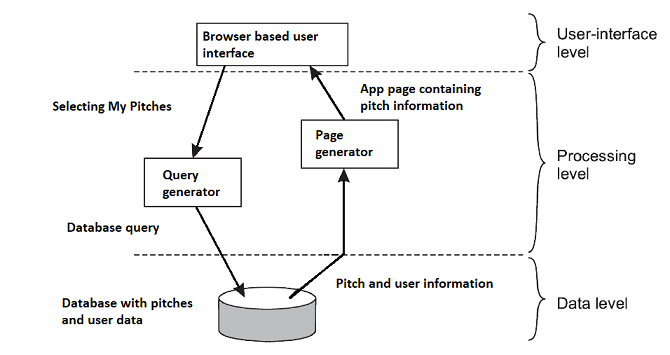 Browser based user
interface
User-interface
level
Selecting My Pitches
App page containing
pitch information
Page
generator
Processing
level
Query
generator
Database query
Pitch and user information
Database with pitches
and user data
Data level